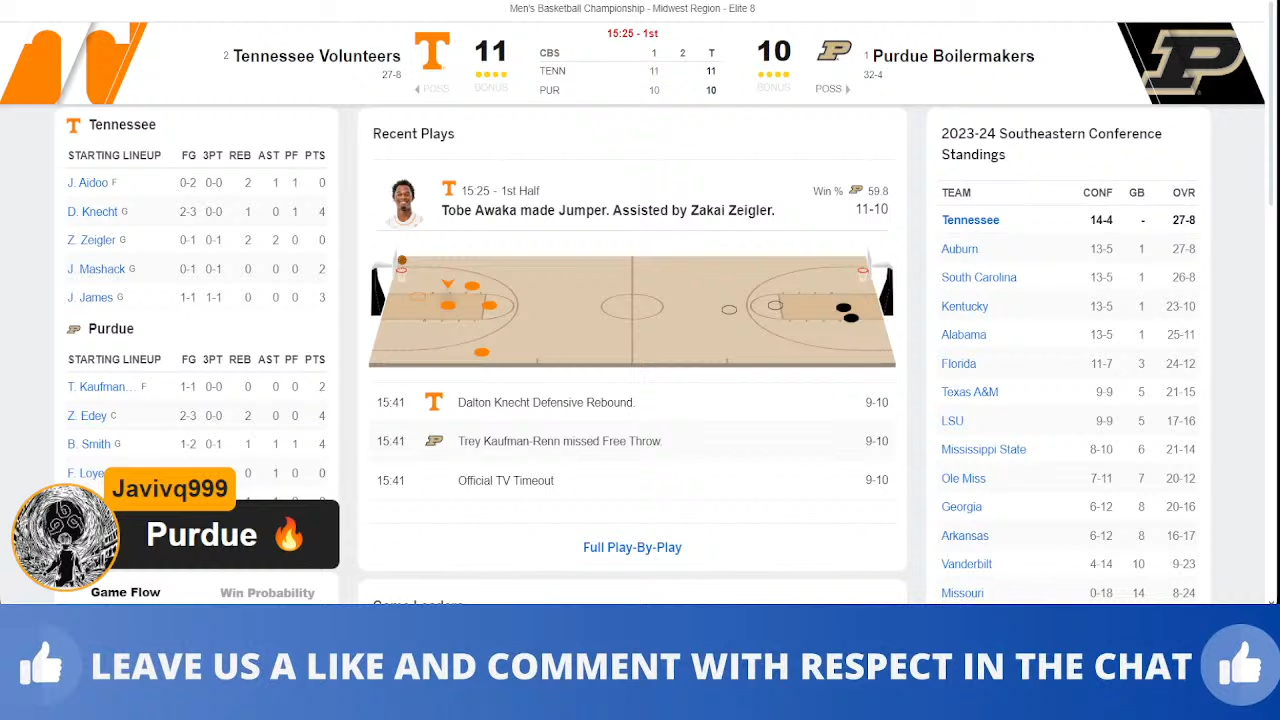 Men's Basketball Championship - Midwest Region - Elite 8
2 Tennessee Volunteers
27-8
POSS
11
BONUS
15:25 - 1st
CBS 1 2 T
TENN 11 11
PUR 10 10
10
BONUS
POSS
1 Purdue Boilermakers
32-4
Tennessee
STARTING LINEUP FG 3PT REB AST PF PTS
J. Aidoo F 0-2 0-0 2 1 1 0
D. Knecht G 2-3 0-0 1 0 1 4
Z. Zeigler G 0-1 0-1 2 2 0 0
J. Mashack G 0-1 0-1 0 0 0 2
J. James G 1-1 1-1 0 0 0 3
Purdue
STARTING LINEUP FG 3PT REB AST PF PTS
T. Kaufman... F 1-1 0-0 0 0 0 2
Z. Edey C 2-3 0-0 2 0 0 4
B. Smith G 1-2 0-1 1 1 1 4
F. Loye 0 1 0 0
Javivq999
Purdue 🔥
Game Flow Win Probability
Recent Plays
15:25 - 1st Half
Win % 59.8
Tobe Awaka made Jumper. Assisted by Zakai Zeigler. 11-10
15:41 Dalton Knecht Defensive Rebound. 9-10
15:41 Trey Kaufman-Renn missed Free Throw. 9-10
15:41 Official TV Timeout 9-10
Full Play-By-Play
2023-24 Southeastern Conference
Standings
TEAM CONF GB OVR
Tennessee 14-4 - 27-8
Auburn 13-5 1 27-8
South Carolina 13-5 1 26-8
Kentucky 13-5 1 23-10
Alabama 13-5 1 25-11
Florida 11-7 3 24-12
Texas A&M 9-9 5 21-15
LSU 9-9 5 17-16
Mississippi State 8-10 6 21-14
Ole Miss 7-11 7 20-12
Georgia 6-12 8 20-16
Arkansas 6-12 8 16-17
Vanderbilt 4-14 10 9-23
Missouri 0-18 14 8-24
LEAVE US A LIKE AND COMMENT WITH RESPECT IN THE CHAT